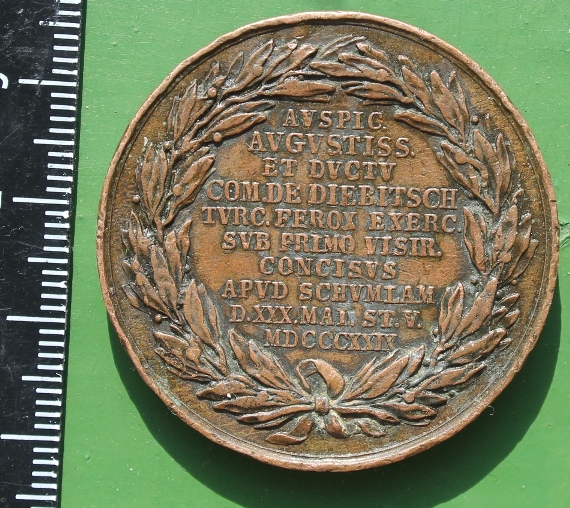 AVSPIC.
AVGVSTISS.
ET DVCTV
COM.DE DIEBITSCH
TVRC.FEROX EXERC.
SVB PRIMO VISIR.
CONCISVS
APVD SCHVMLAM
D.XXX.MAI. ST.V.
MDCCCXXIX